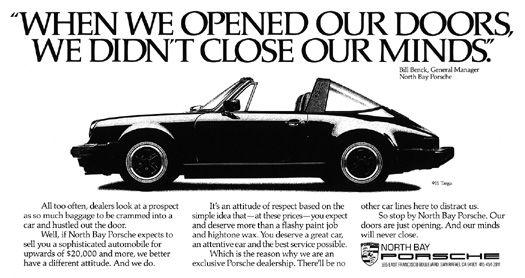 "WHEN WE OPENED OUR DOORS,
WE DIDN'T CLOSE OUR MINDS."
Bill Berick, General Manager
North Bay Porsche
911 Targa
All too often, dealers look at a prospect
as so much baggage to be crammed into a
car and hustled out the door.
Well, if North Bay Porsche expects to
sell you a sophisticated automobile for
upwards of $20,000 and more, we better
have a different attitude. And we do.
It's an attitude of respect based on the
simple idea that—at these prices—you expect
and deserve more than a flashy paint job
and hightone wax. You deserve a great car,
an attentive ear and the best service possible.
Which is the reason why we are an
exclusive Porsche dealership. There'll be no
other car lines here to distract us.
So stop by North Bay Porsche. Our
doors are just opening. And our minds
will never close.
NORTH BAY
PORSCHE
EAST FRANCISCO BOULEVARD, SAN RAFAEL, CA